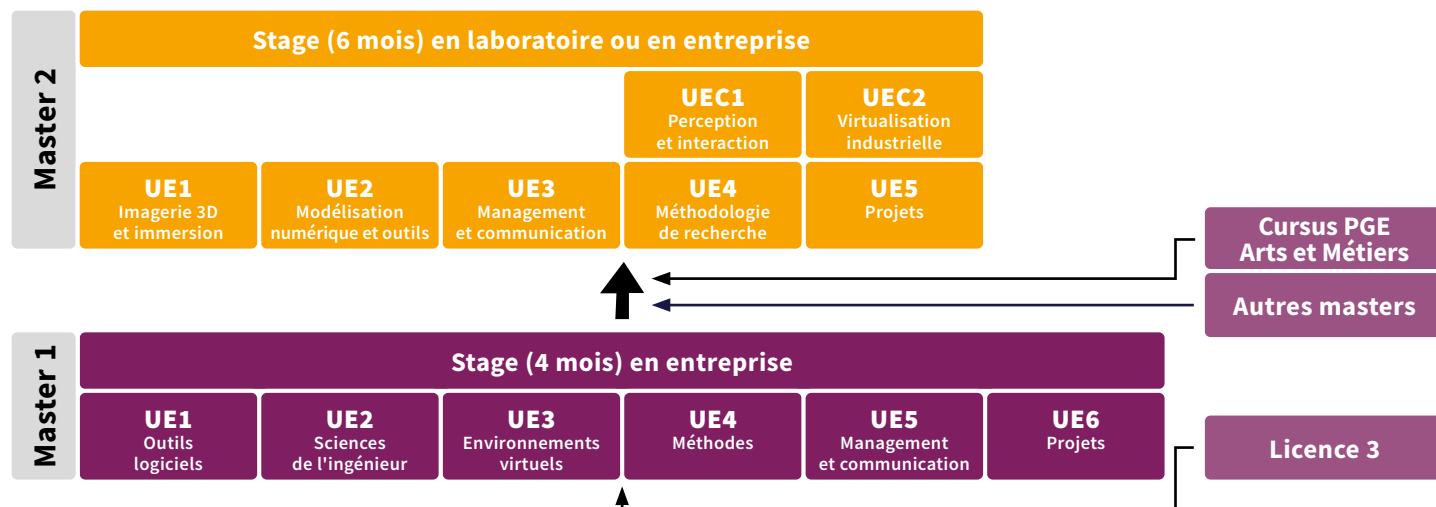 Master 2
Stage (6 mois) en laboratoire ou en entreprise
UEC1
Perception
et interaction
UEC2
Virtualisation
industrielle
UE1
Imagerie 3D
et immersion
UE2
Modélisation
numérique et outils
UE3
Management
et communication
UE4
Méthodologie
de recherche
UE5
Projets
Cursus PGE
Arts et Métiers
Autres masters
Master 1
Stage (4 mois) en entreprise
UE1
Outils
logiciels
UE2
Sciences
de l'ingénieur
UE3
Environnements
virtuels
UE4
Méthodes
UE5
Management
et communication
UE6
Projets
Licence 3